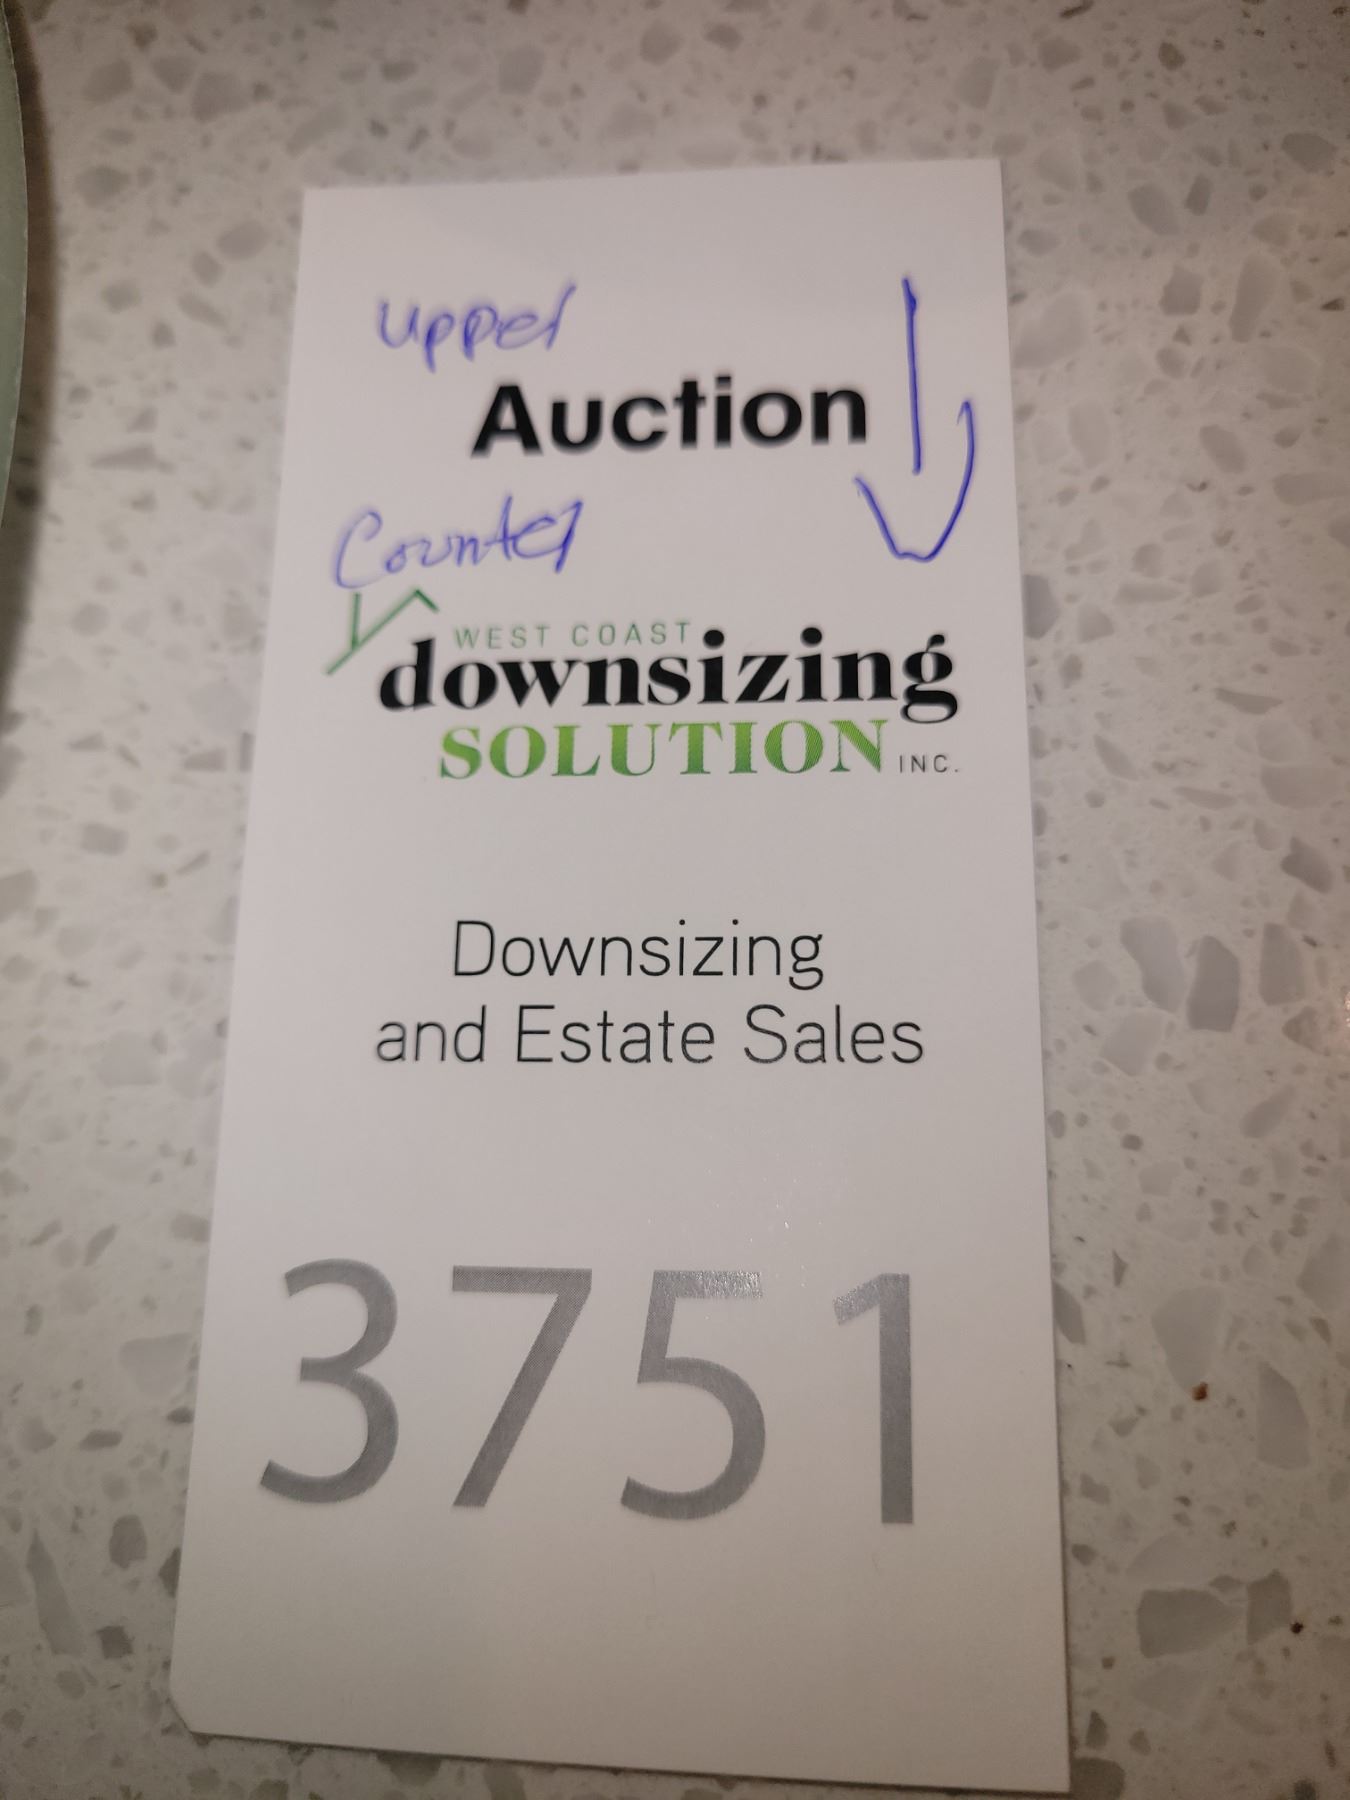 upper
Auction
Counter
WEST COAST
downsizing
SOLUTION INC.
Downsizing
and Estate Sales
3751